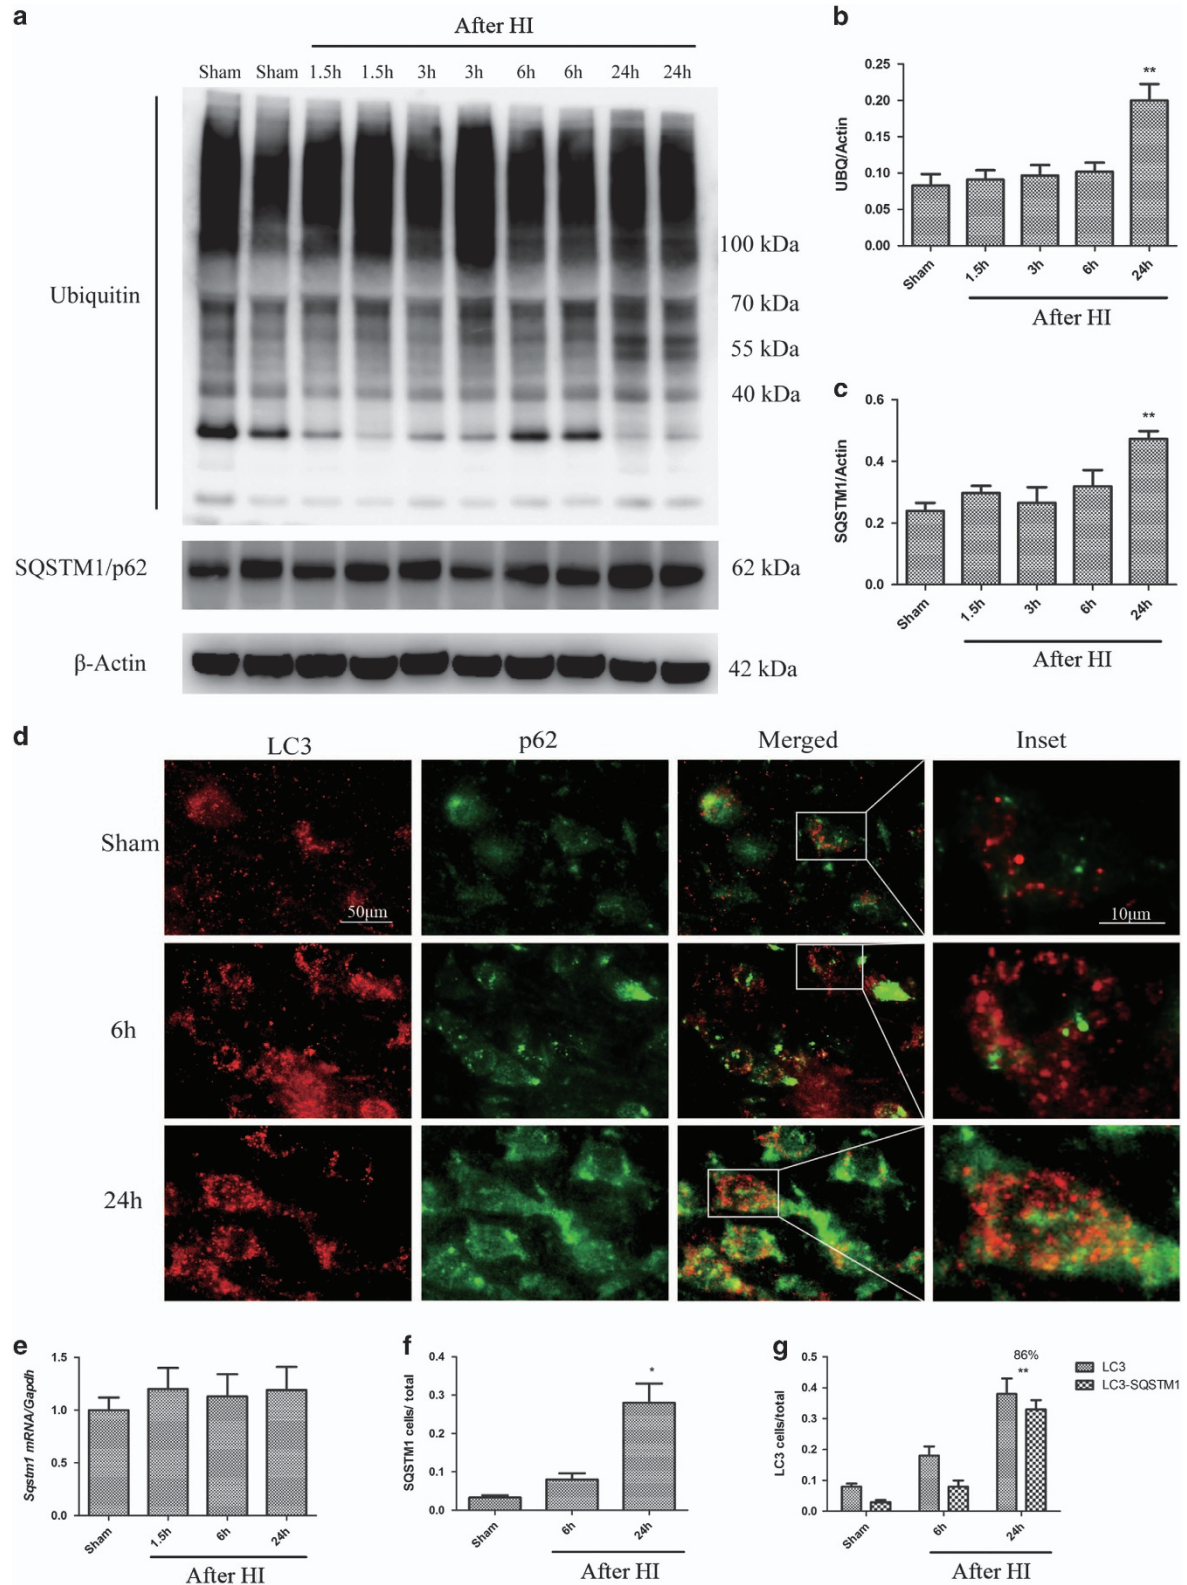 a
After HI
Sham Sham 1.5h 1.5h 3h 3h 6h 6h 24h 24h
Ubiquitin
100 kDa
70 kDa
55 kDa
40 kDa
SQSTM1/p62
62 kDa
β-Actin
42 kDa
b
UBQ/Actin
0.25
0.20
0.15
0.10
0.05
0.00
**
Sham 1.5h 3h 6h 24h
After HI
c
SQSTM1/Actin
0.6
0.4
0.2
0.0
**
Sham 1.5h 3h 6h 24h
After HI
d
LC3 p62 Merged Inset
Sham
50μm
10μm
6h
24h
e
Sqstm1 mRNA/Gapdh
1.5
1.0
0.5
0.0
Sham 1.5h 6h 24h
After HI
f
SQSTM1 cells/ total
0.4
0.3
0.2
0.1
0.0
*
Sham 6h 24h
After HI
g
LC3 cells/total
0.5
0.4
0.3
0.2
0.1
0.0
86%
**
LC3
LC3-SQSTM1
Sham 6h 24h
After HI